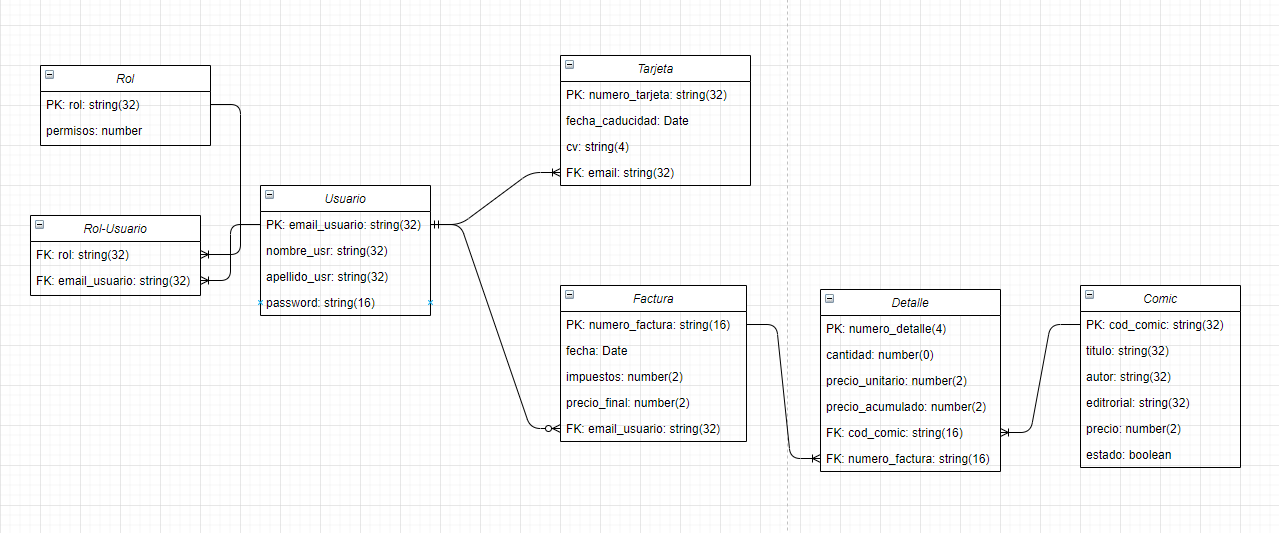 Rol
PK: rol: string(32)
permisos: number
Rol-Usuario
FK: rol: string(32)
FK: email_usuario: string(32)
Usuario
PK: email_usuario: string(32)
nombre_usr: string(32)
apellido_usr: string(32)
password: string(16)
Tarjeta
PK: numero_tarjeta: string(32)
fecha_caducidad: Date
cv: string(4)
FK: email: string(32)
Factura
PK: numero_factura: string(16)
fecha: Date
impuestos: number(2)
precio_final: number(2)
FK: email_usuario: string(32)
Detalle
PK: numero_detalle(4)
cantidad: number(0)
precio_unitario: number(2)
precio_acumulado: number(2)
FK: cod_comic: string(16)
FK: numero_factura: string(16)
Comic
PK: cod_comic: string(32)
titulo: string(32)
autor: string(32)
editrorial: string(32)
precio: number(2)
estado: boolean